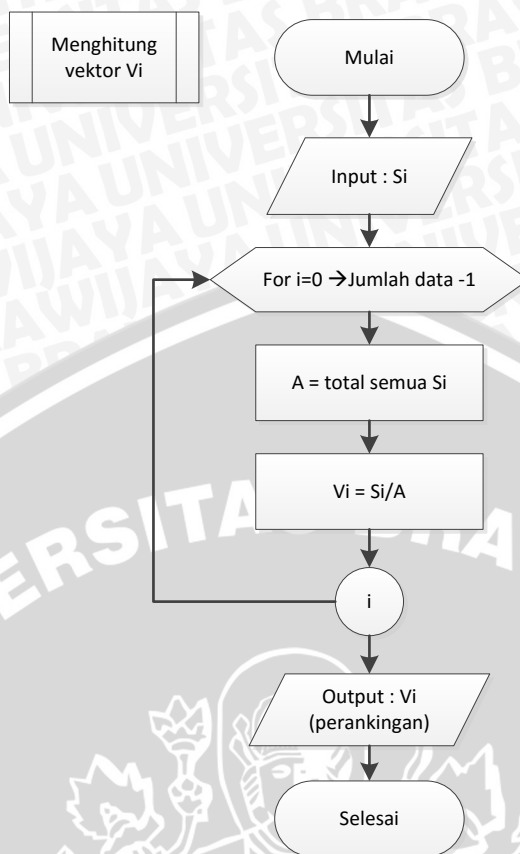 Menghitung
vektor Vi
Mulai
Input : Si
For i=0 →Jumlah data -1
A = total semua Si
Vi = Si/A
i
Output : Vi
(perankingan)
Selesai